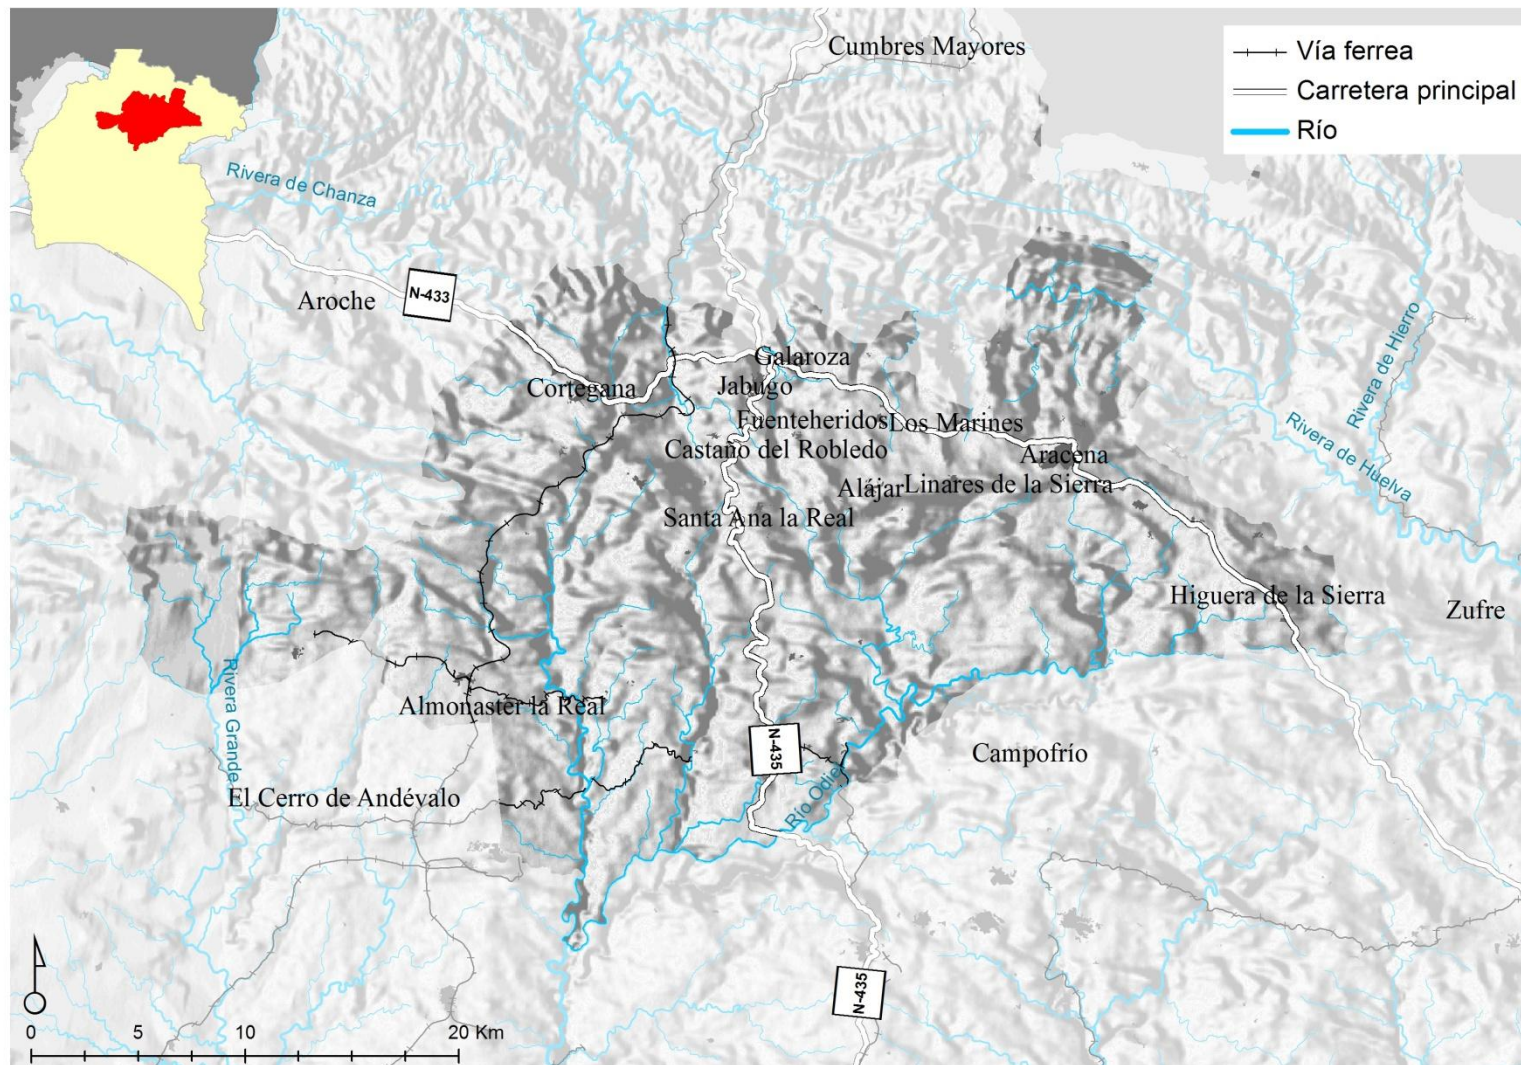 Cumbres Mayores
Vía ferrea
Carretera principal
Río
Rivera de Chanza
Aroche
N-433
Rivera de Hierro
Galaroza
Cortegana
Jabugo
Fuenteheridos
Los Marines
Castaño del Robledo
Aracena
Rivera de Huelva
Alájar
Linares de la Sierra
Santa Ana la Real
Higuera de la Sierra
Zufre
Rivera Grande
Almonaster la Real
N-435
Campofrío
Río Odiel
El Cerro de Andévalo
N-435
0 5 10 20 Km